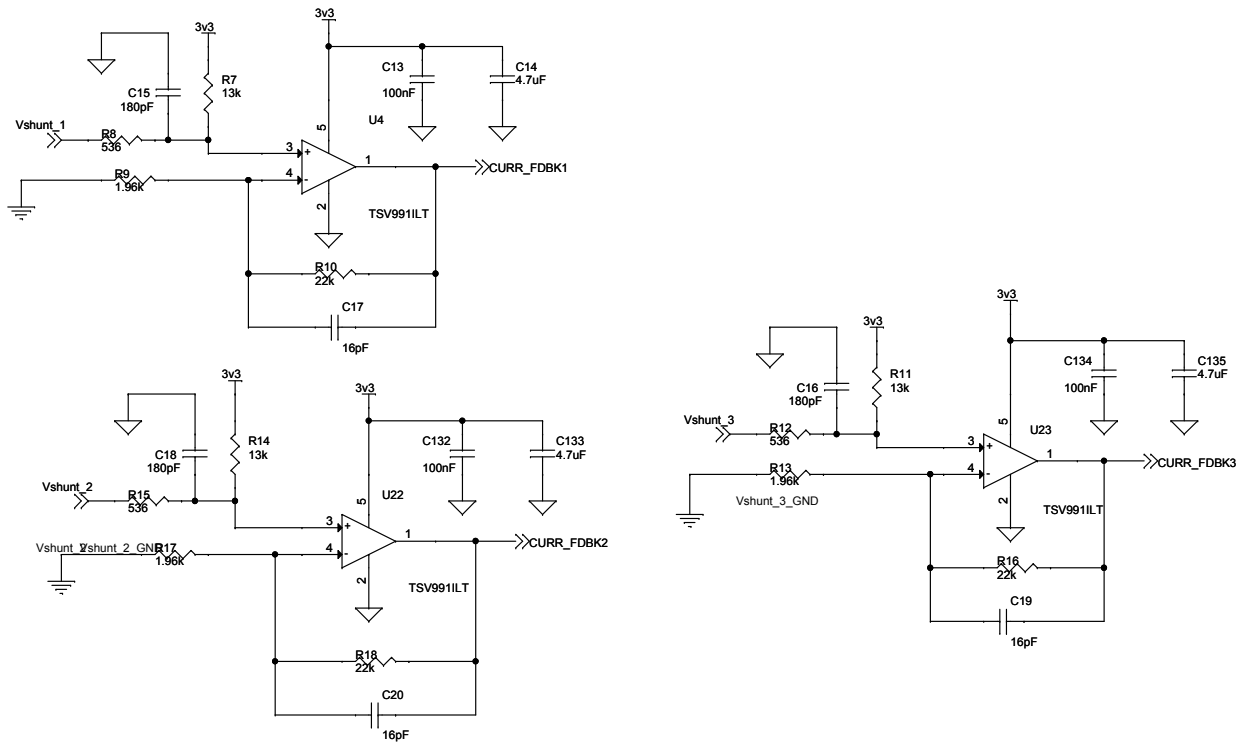 3v3
3v3
C15
180pF
R7
13k
C13
100nF
C14
4.7uF
U4
Vshunt_1
R8
536
5
3
+
1
CURR_FDBK1
R9
1.96k
4
-
2
TSV991ILT
R10
22k
C17
16pF
3v3
3v3
C18
180pF
R14
13k
C132
100nF
C133
4.7uF
U22
Vshunt_2
R15
536
5
3
+
1
CURR_FDBK2
Vshunt_2_GND
R17
1.96k
4
-
2
TSV991ILT
R18
22k
C20
16pF
3v3
3v3
C16
180pF
R11
13k
C134
100nF
C135
4.7uF
U23
Vshunt_3
R12
536
5
3
+
1
CURR_FDBK3
R13
1.96k
4
-
2
Vshunt_3_GND
TSV991ILT
R16
22k
C19
16pF